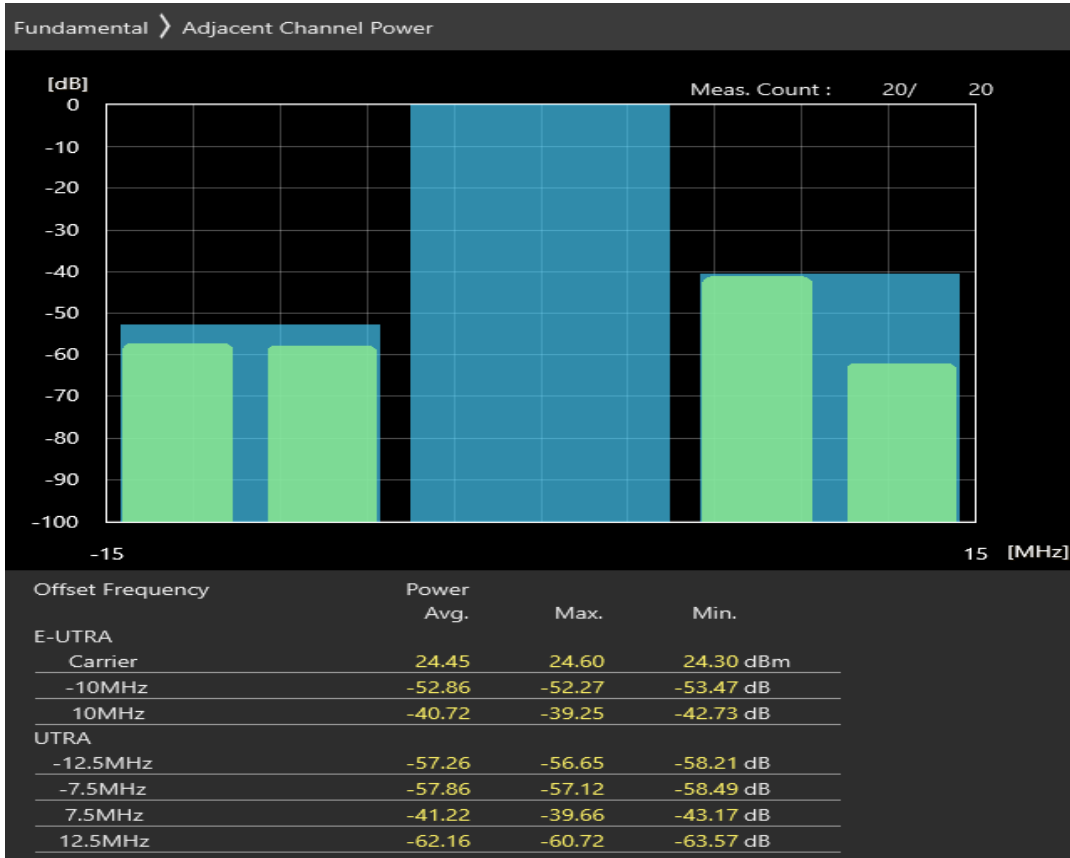 Fundamental 》 Adjacent Channel Power
[dB]
Meas. Count : 20/ 20
0
-10
-20
-30
-40
-50
-60
-70
-80
-90
-100
-15 15 [MHz]
Offset Frequency Power
Avg. Max. Min.
E-UTRA
Carrier 24.45 24.60 24.30 dBm
-10MHz -52.86 -52.27 -53.47 dB
10MHz -40.72 -39.25 -42.73 dB
UTRA
-12.5MHz -57.26 -56.65 -58.21 dB
-7.5MHz -57.86 -57.12 -58.49 dB
7.5MHz -41.22 -39.66 -43.17 dB
12.5MHz -62.16 -60.72 -63.57 dB